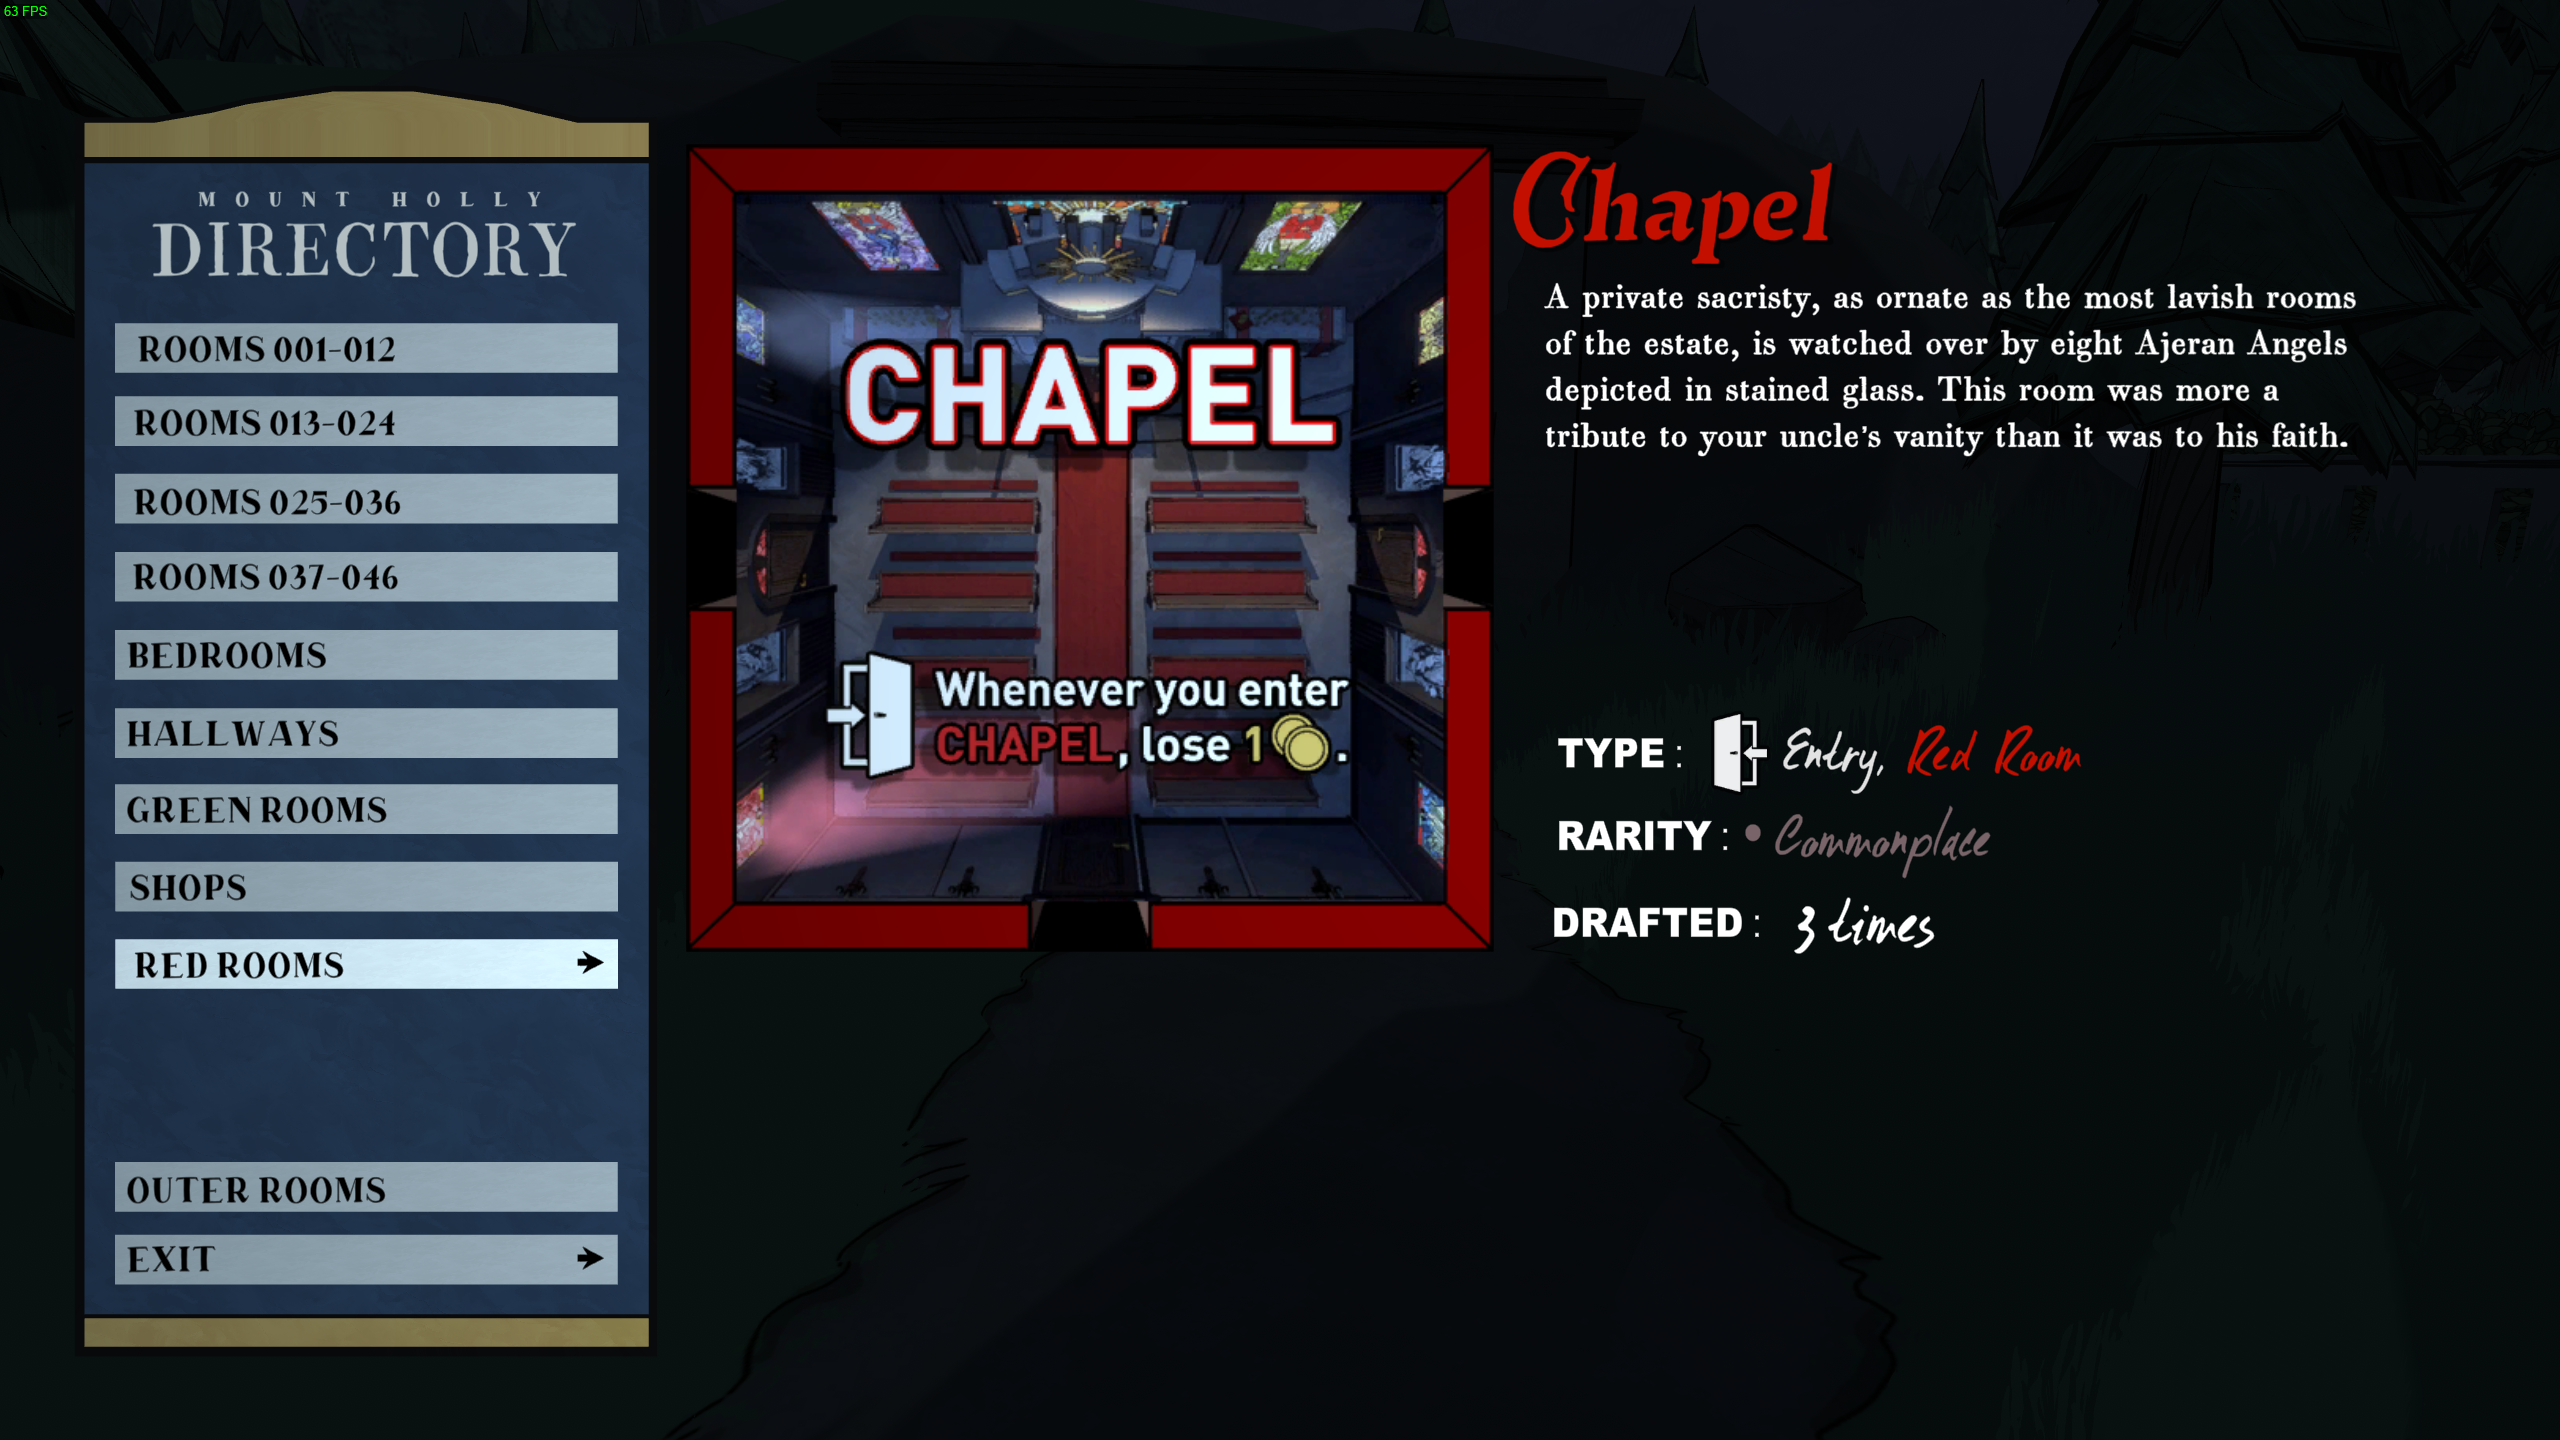 63 FPS
MOUNT HOLLY
DIRECTORY
ROOMS 001-012
ROOMS 013-024
ROOMS 025-036
ROOMS 037-046
BEDROOMS
HALLWAYS
GREEN ROOMS
SHOPS
RED ROOMS
OUTER ROOMS
EXIT
CHAPEL
Whenever you enter
CHAPEL, lose 1 .
Chapel
A private sacristy, as ornate as the most lavish rooms
of the estate, is watched over by eight Ajeran Angels
depicted in stained glass. This room was more a
tribute to your uncle's vanity than it was to his faith.
TYPE : Entry, Red Room
RARITY : • Commonplace
DRAFTED : 3 times